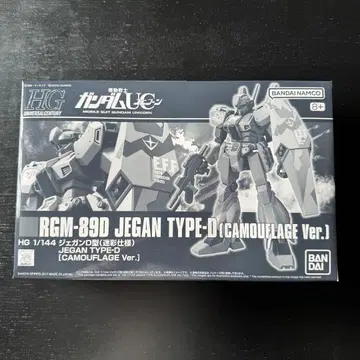 HG
UNIVERSAL CENTURY
機動戦士
ガンダムUC
MOBILE SUIT GUNDAM UNICORN
BANDAI NAMCO
8+
EFF
RGM-89D JEGAN TYPE-D [CAMOUFLAGE Ver.]
HG 1/144 ジェガンD型(迷彩仕様)
JEGAN TYPE-D
[CAMOUFLAGE Ver.]
BAN
DAI